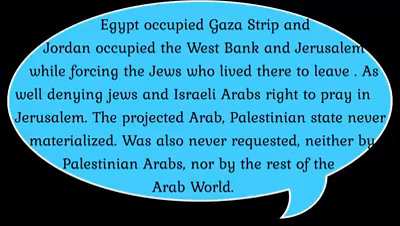 Egypt occupied Gaza Strip and
Jordan occupied the West Bank and Jerusalem
while forcing the Jews who lived there to leave . As
well denying jews and Israeli Arabs right to pray in
Jerusalem. The projected Arab, Palestinian state never
materialized. Was also never requested, neither by
Palestinian Arabs, nor by the rest of the
Arab World.